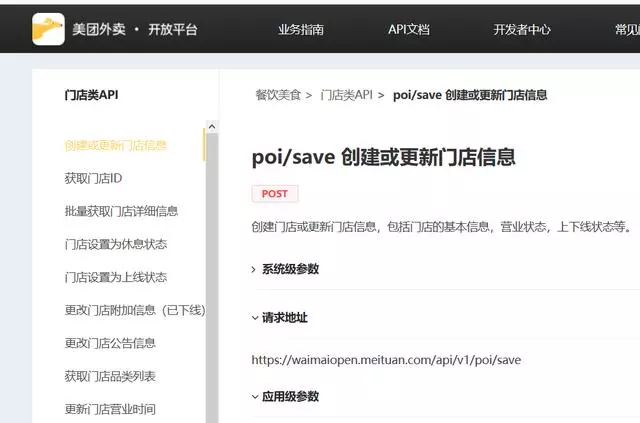 美团外卖 · 开放平台 业务指南 API文档 开发者中心 常见
门店类API
创建或更新门店信息
获取门店ID
批量获取门店详细信息
门店设置为休息状态
门店设置为上线状态
更改门店附加信息（已下线）
更改门店公告信息
获取门店品类列表
更新门店营业时间
餐饮美食 > 门店类API > poi/save 创建或更新门店信息
poi/save 创建或更新门店信息
POST
创建门店或更新门店信息，包括门店的基本信息，营业状态，上下线状态等。
系统级参数
请求地址
https://waimaiopen.meituan.com/api/v1/poi/save
应用级参数